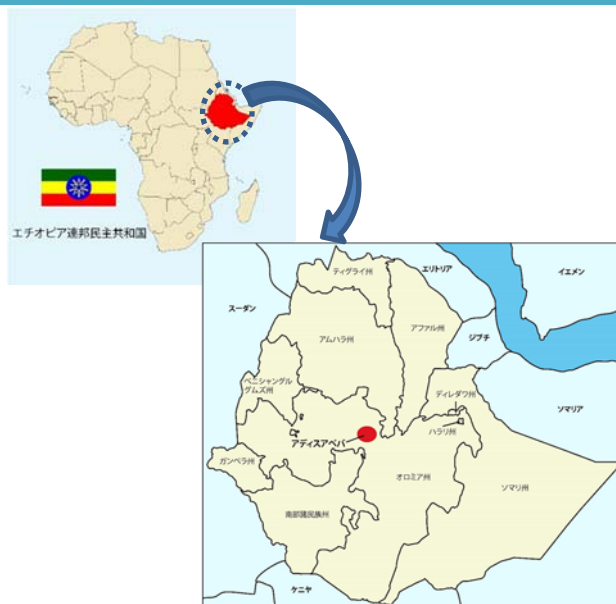 エチオピア連邦民主共和国
ティグライ州
エリトリア
イエメン
スーダン
アファル州
アムハラ州
ジブチ
ベニシャングル
グムズ州
ディレダワ州
ソマリア
アディスアベバ
ハラリ州
ガンベラ州
オロミア州
ソマリ州
南部諸民族州
ケニヤ